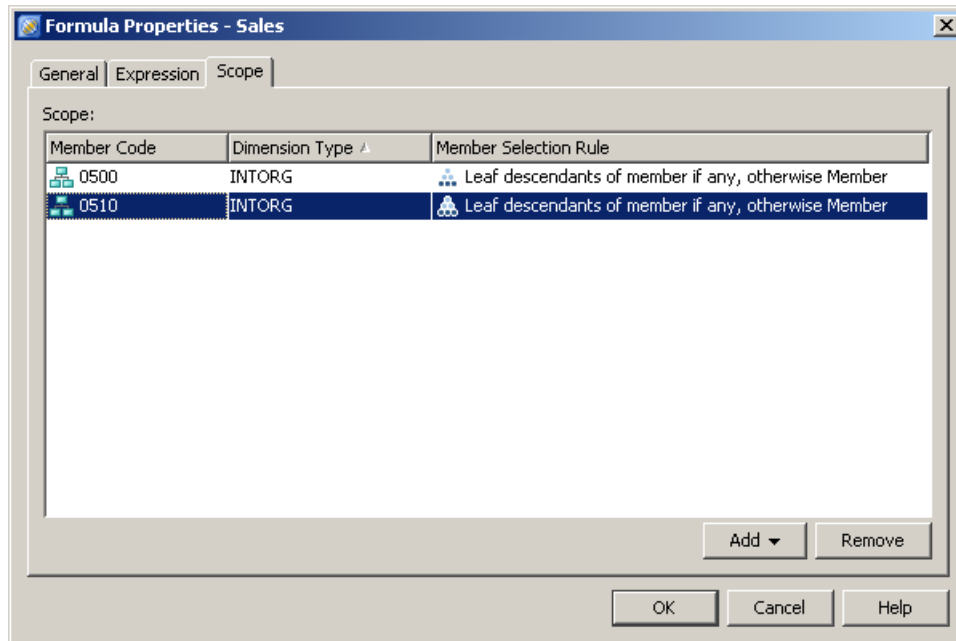 Formula Properties - Sales
General Expression Scope
Scope:
Member Code Dimension Type Member Selection Rule
0500 INTORG Leaf descendants of member if any, otherwise Member
0510 INTORG Leaf descendants of member if any, otherwise Member
Add Remove
OK Cancel Help